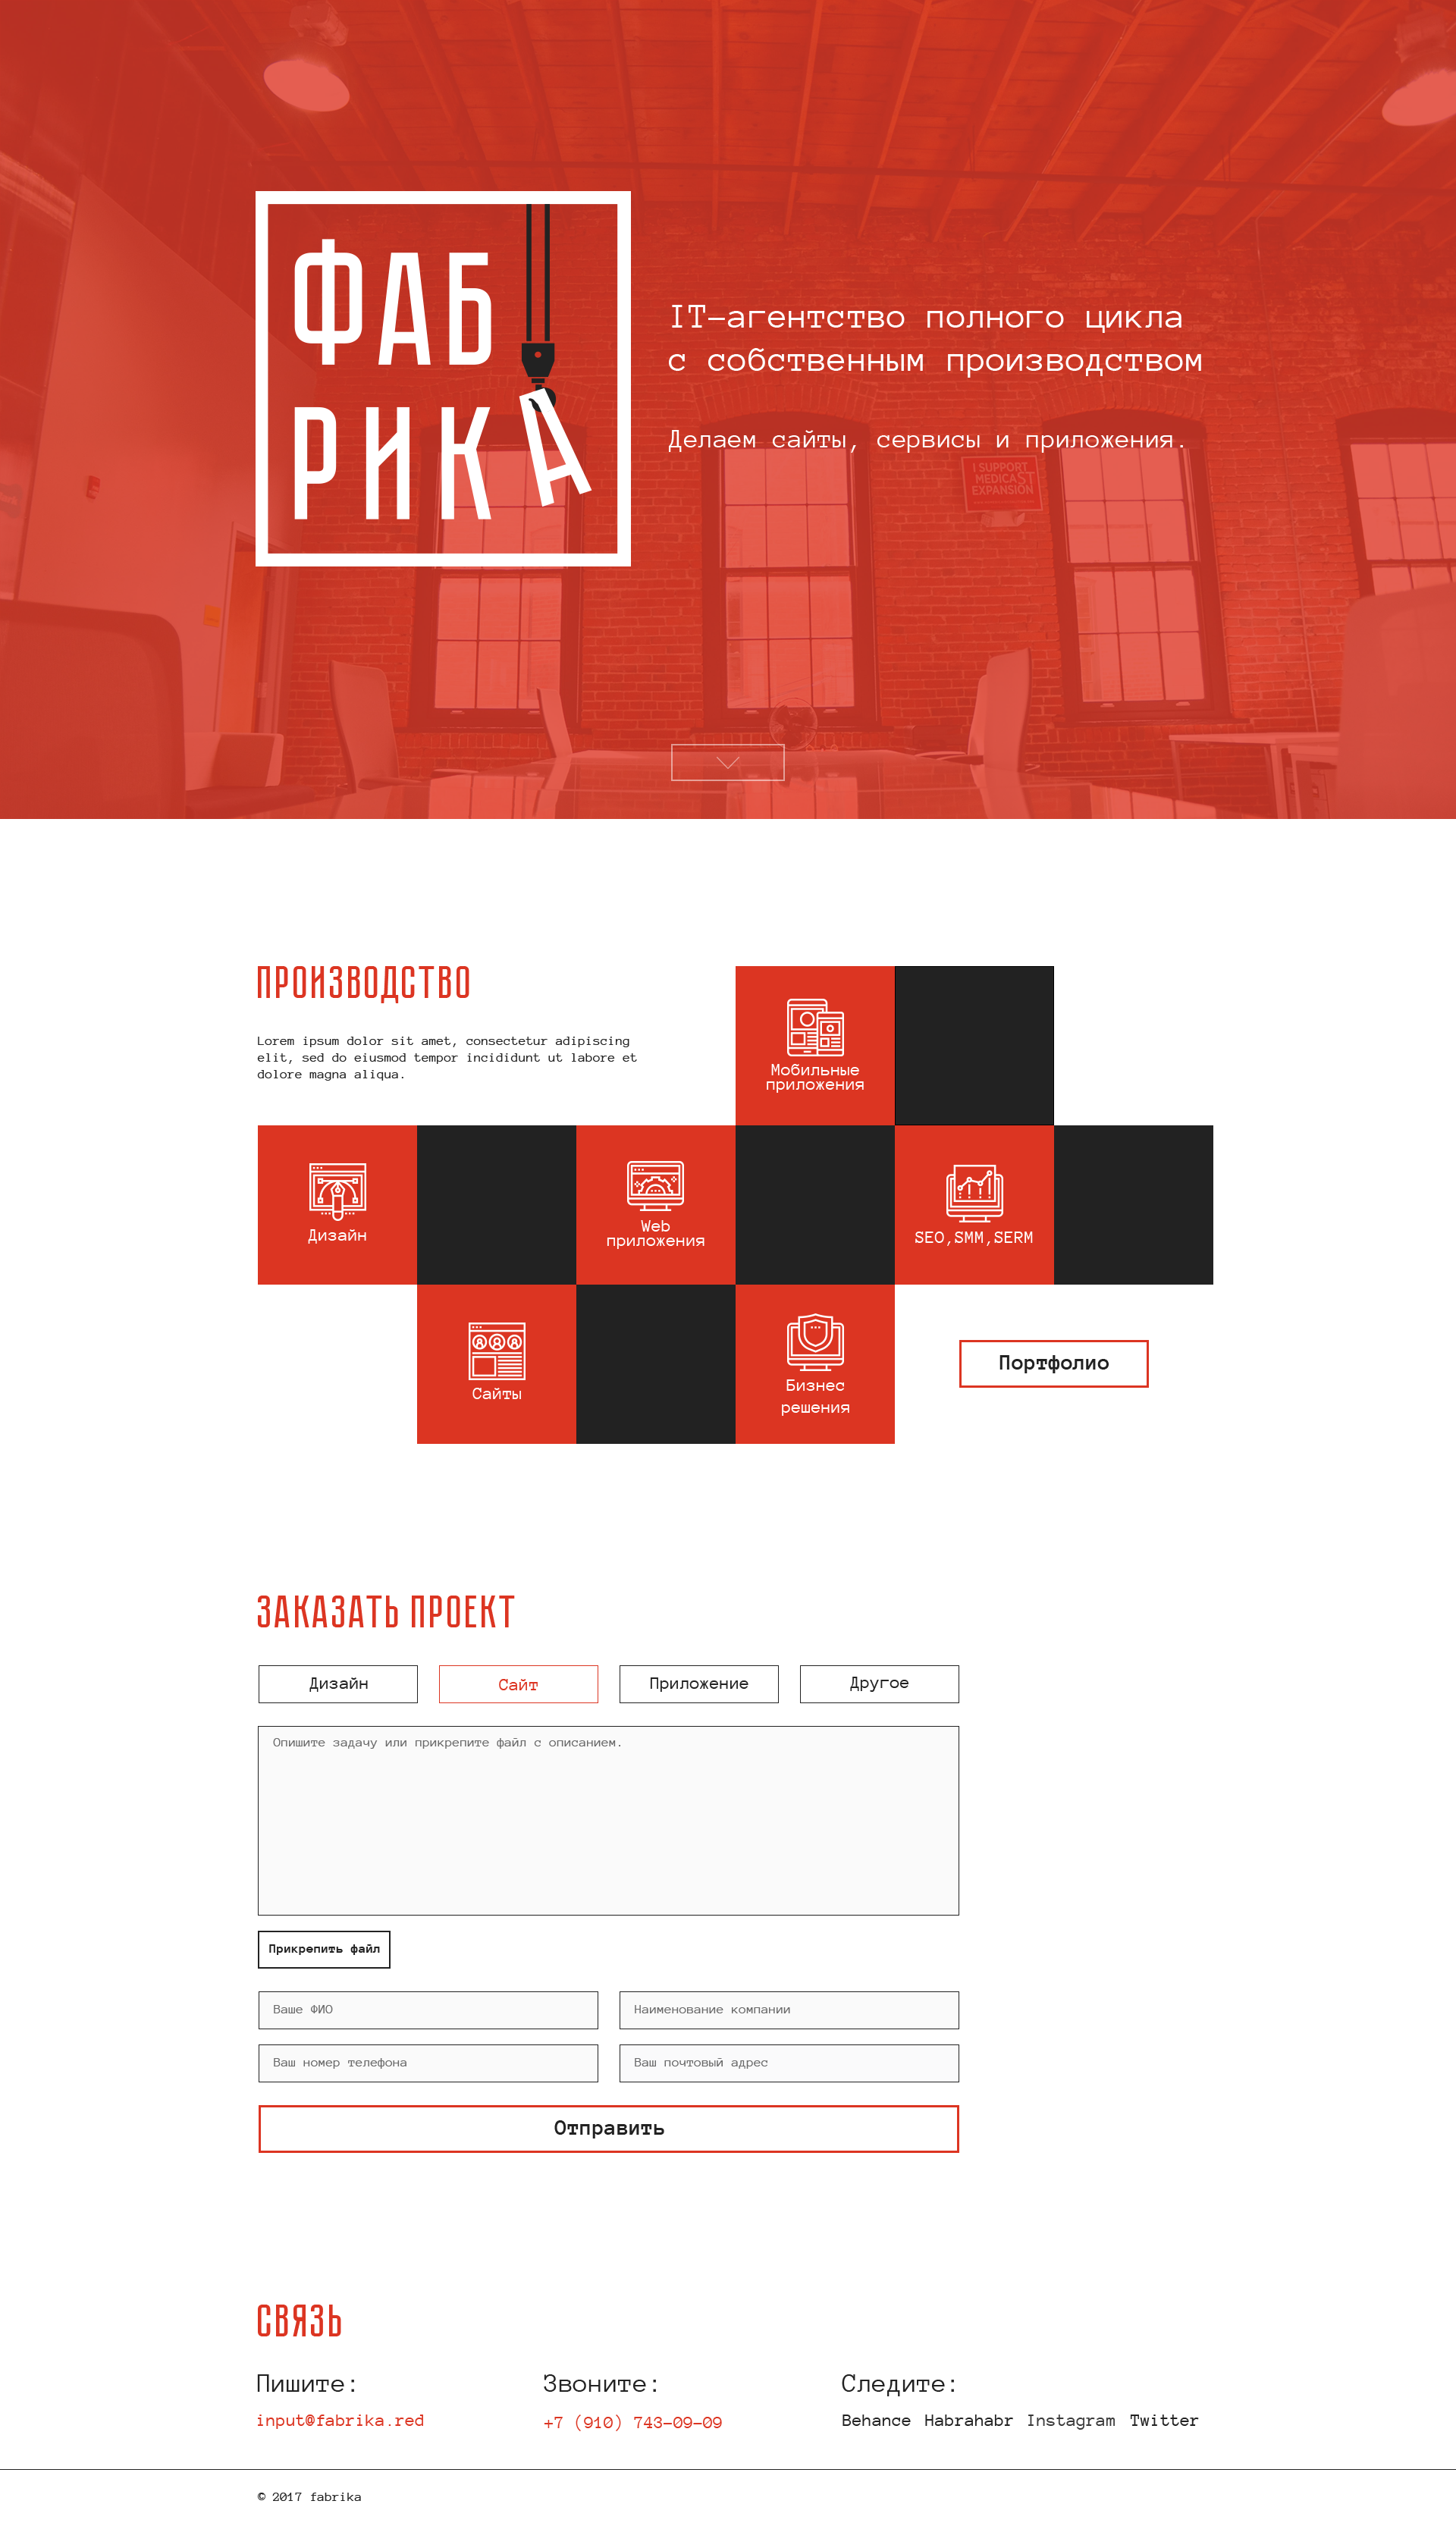 ФАБ
РИКА
IT-агентство полного цикла
с собственным производством
Делаем сайты, сервисы и приложения.
I SUPPORT
MEDICAST
EXPANSION
ПРОИЗВОДСТВО
Lorem ipsum dolor sit amet, consectetur adipiscing
elit, sed do eiusmod tempor incididunt ut labore et
dolore magna aliqua.
Мобильные
приложения
Дизайн
Web
приложения
SEO,SMM,SERM
Сайты
Бизнес
решения
Портфолио
ЗАКАЗАТЬ ПРОЕКТ
Дизайн
Сайт
Приложение
Другое
Опишите задачу или прикрепите файл с описанием.
Прикрепить файл
Ваше ФИО
Наименование компании
Ваш номер телефона
Ваш почтовый адрес
Отправить
СВЯЗЬ
Пишите:
input@fabrika.red
Звоните:
+7 (910) 743-09-09
Следите:
Behance Habrahabr Instagram Twitter
© 2017 fabrika